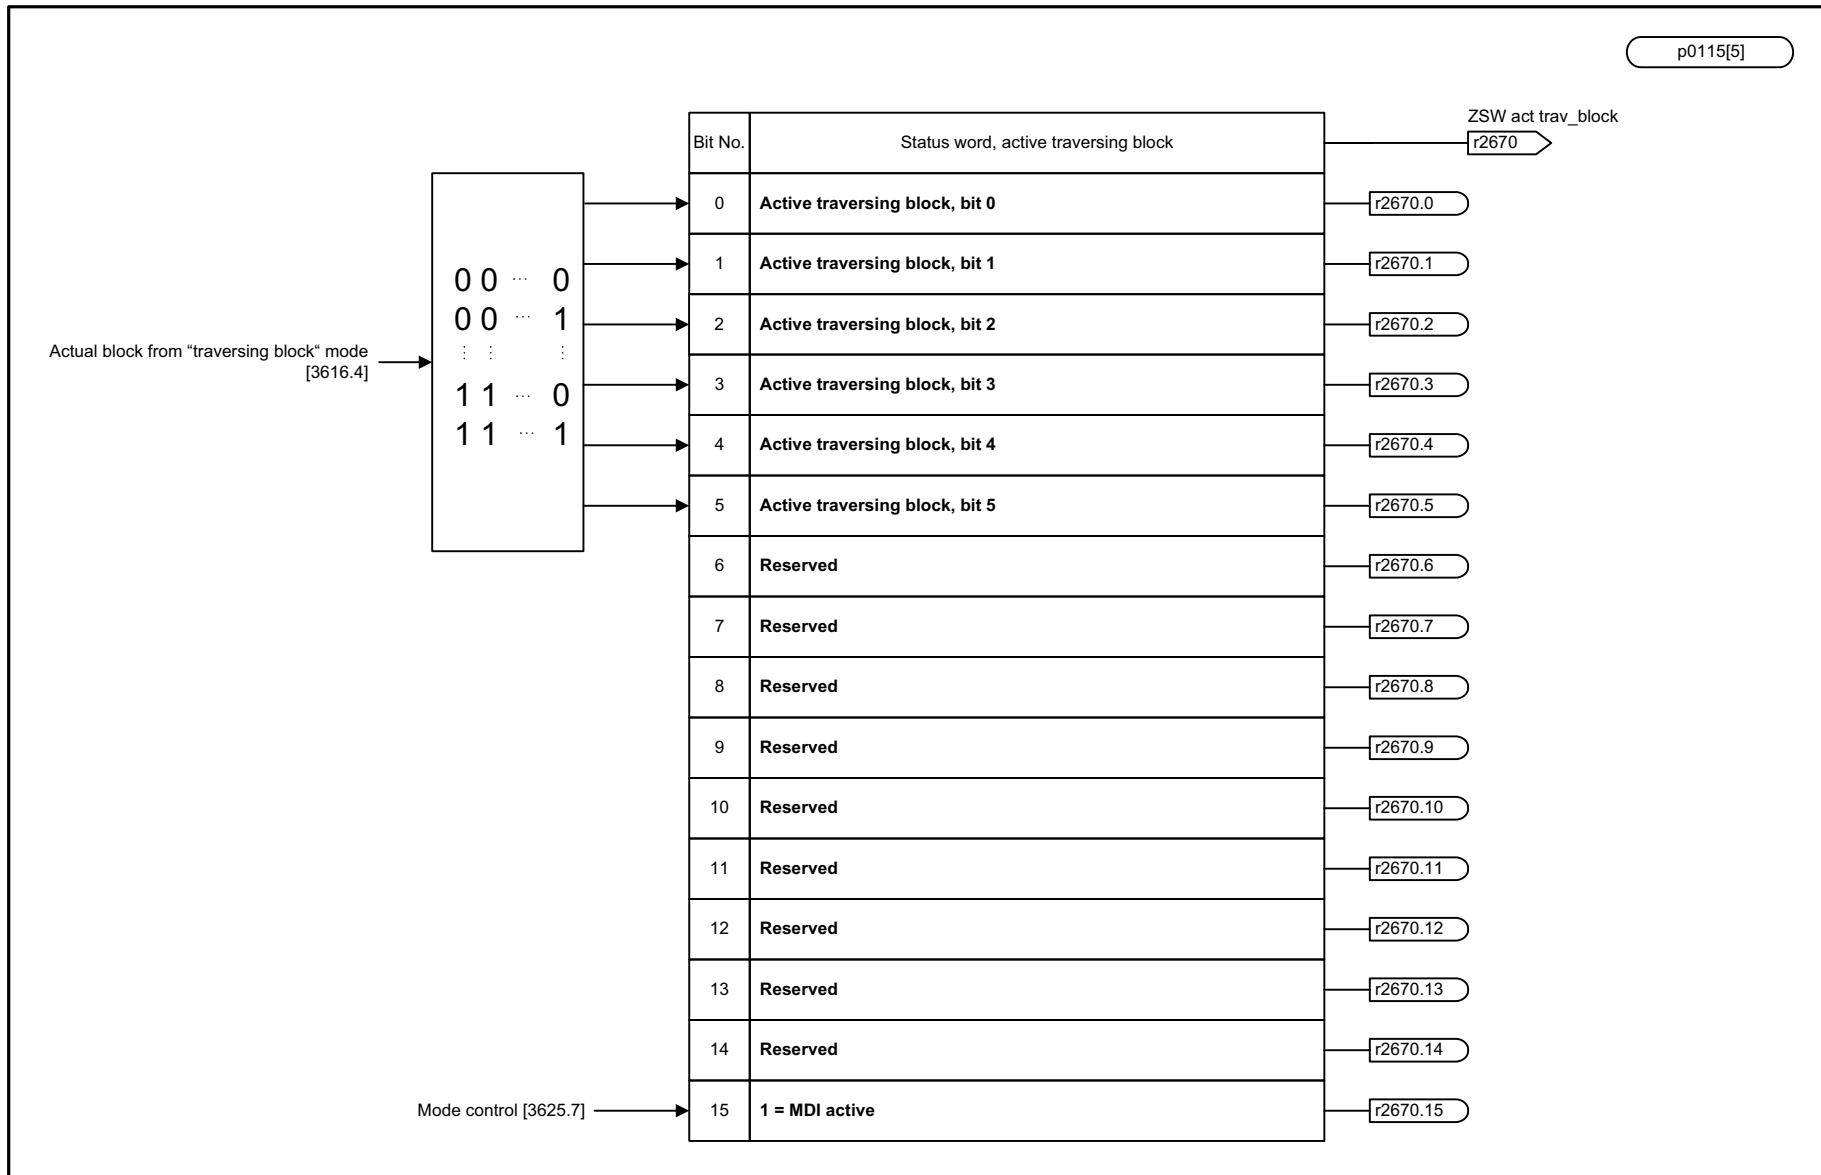 p0115[5]
ZSW act trav_block
Bit No. Status word, active traversing block r2670
0 Active traversing block, bit 0 r2670.0
1 Active traversing block, bit 1 r2670.1
2 Active traversing block, bit 2 r2670.2
3 Active traversing block, bit 3 r2670.3
4 Active traversing block, bit 4 r2670.4
5 Active traversing block, bit 5 r2670.5
6 Reserved r2670.6
7 Reserved r2670.7
8 Reserved r2670.8
9 Reserved r2670.9
10 Reserved r2670.10
11 Reserved r2670.11
12 Reserved r2670.12
13 Reserved r2670.13
14 Reserved r2670.14
15 1 = MDI active r2670.15
0 0 ... 0
0 0 ... 1
⋮ ⋮ ⋮
1 1 ... 0
1 1 ... 1
Actual block from “traversing block“ mode
[3616.4]
Mode control [3625.7]